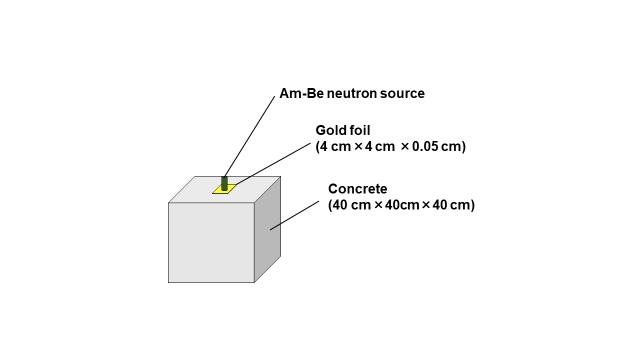 Am-Be neutron source
Gold foil
(4 cm×4 cm ×0.05 cm)
Concrete
(40 cm×40cm×40 cm)